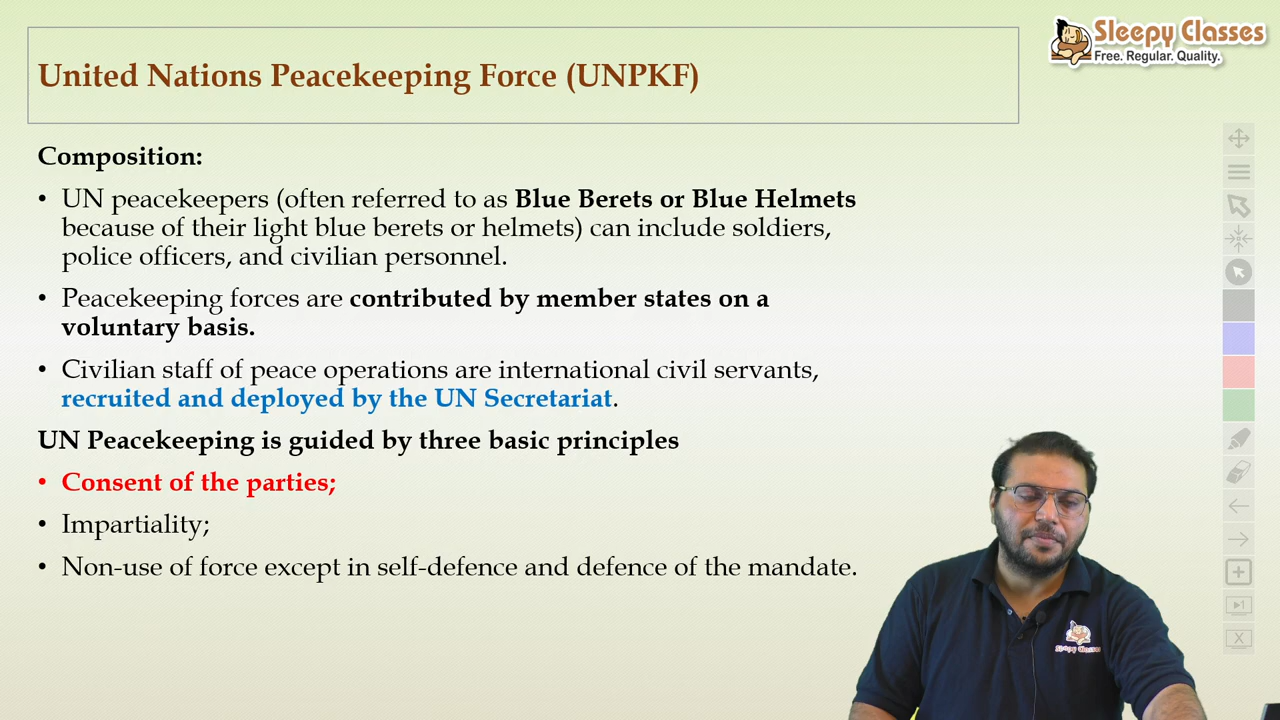 Sleepy Classes
Free. Regular. Quality.
United Nations Peacekeeping Force (UNPKF)
Composition:
• UN peacekeepers (often referred to as Blue Berets or Blue Helmets
because of their light blue berets or helmets) can include soldiers,
police officers, and civilian personnel.
• Peacekeeping forces are contributed by member states on a
voluntary basis.
• Civilian staff of peace operations are international civil servants,
recruited and deployed by the UN Secretariat.
UN Peacekeeping is guided by three basic principles
• Consent of the parties;
• Impartiality;
• Non-use of force except in self-defence and defence of the mandate.
Sleepy Classes